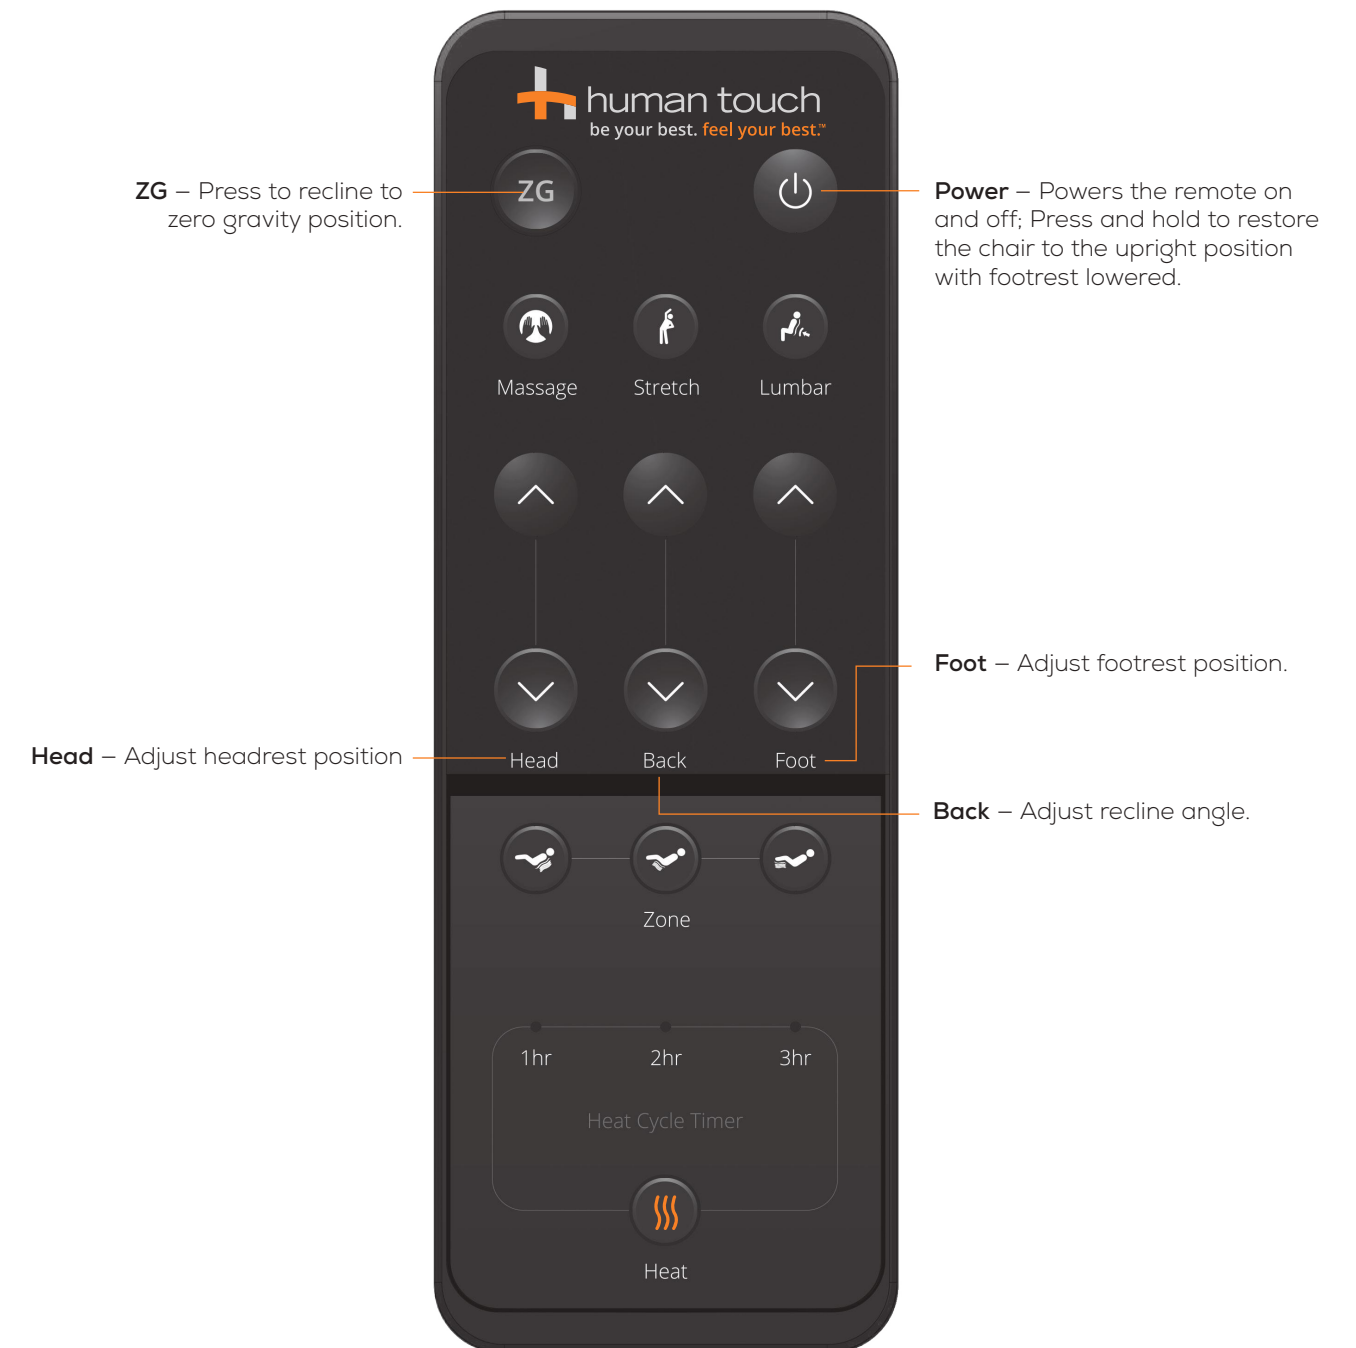 human touch
be your best. feel your best.™
ZG
ZG – Press to recline to
zero gravity position.
Power – Powers the remote on
and off; Press and hold to restore
the chair to the upright position
with footrest lowered.
Massage
Stretch
Lumbar
Foot – Adjust footrest position.
Head – Adjust headrest position
Head
Back
Foot
Back – Adjust recline angle.
Zone
1hr
2hr
3hr
Heat Cycle Timer
Heat